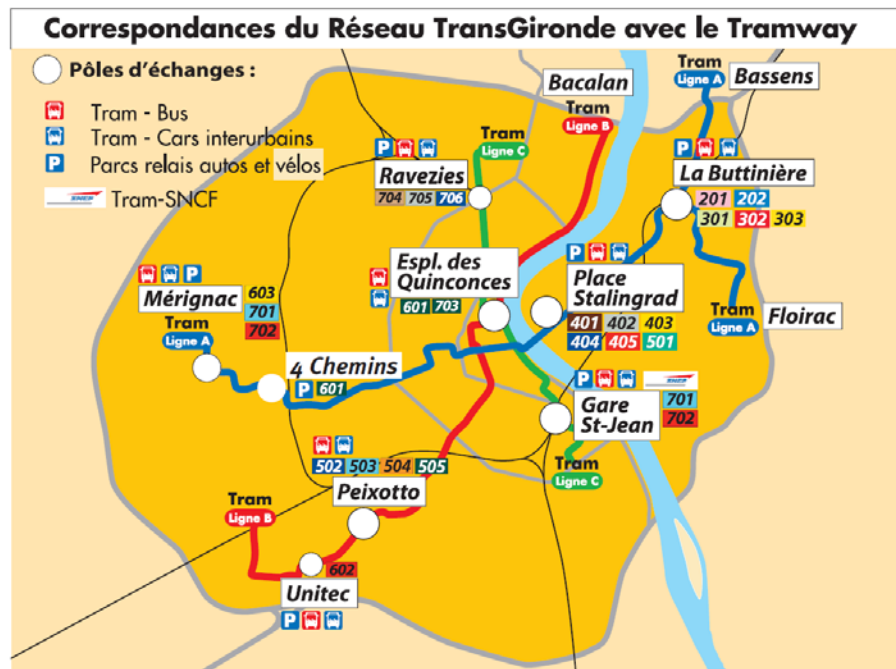 Correspondances du Réseau TransGironde avec le Tramway
Pôles d'échanges :
Tram - Bus
Tram - Cars interurbains
P Parcs relais autos et vélos
SNCF Tram-SNCF
Bacalan
Tram
Ligne B
Tram
Ligne A
Bassens
Tram
Ligne C
P
Ravezies
704 705 706
P
La Buttinière
201 202
301 302 303
Espl. des
Quinconces
601 703
P
Place
Stalingrad
401 402 403
404 405 501
Tram
Ligne A
Floirac
P
Mérignac
603
701
702
Tram
Ligne A
4 Chemins
P 601
P SNCF
Gare
St-Jean
701
702
Tram
Ligne C
502 503 504 505
Peixotto
Tram
Ligne B
602
Unitec
P